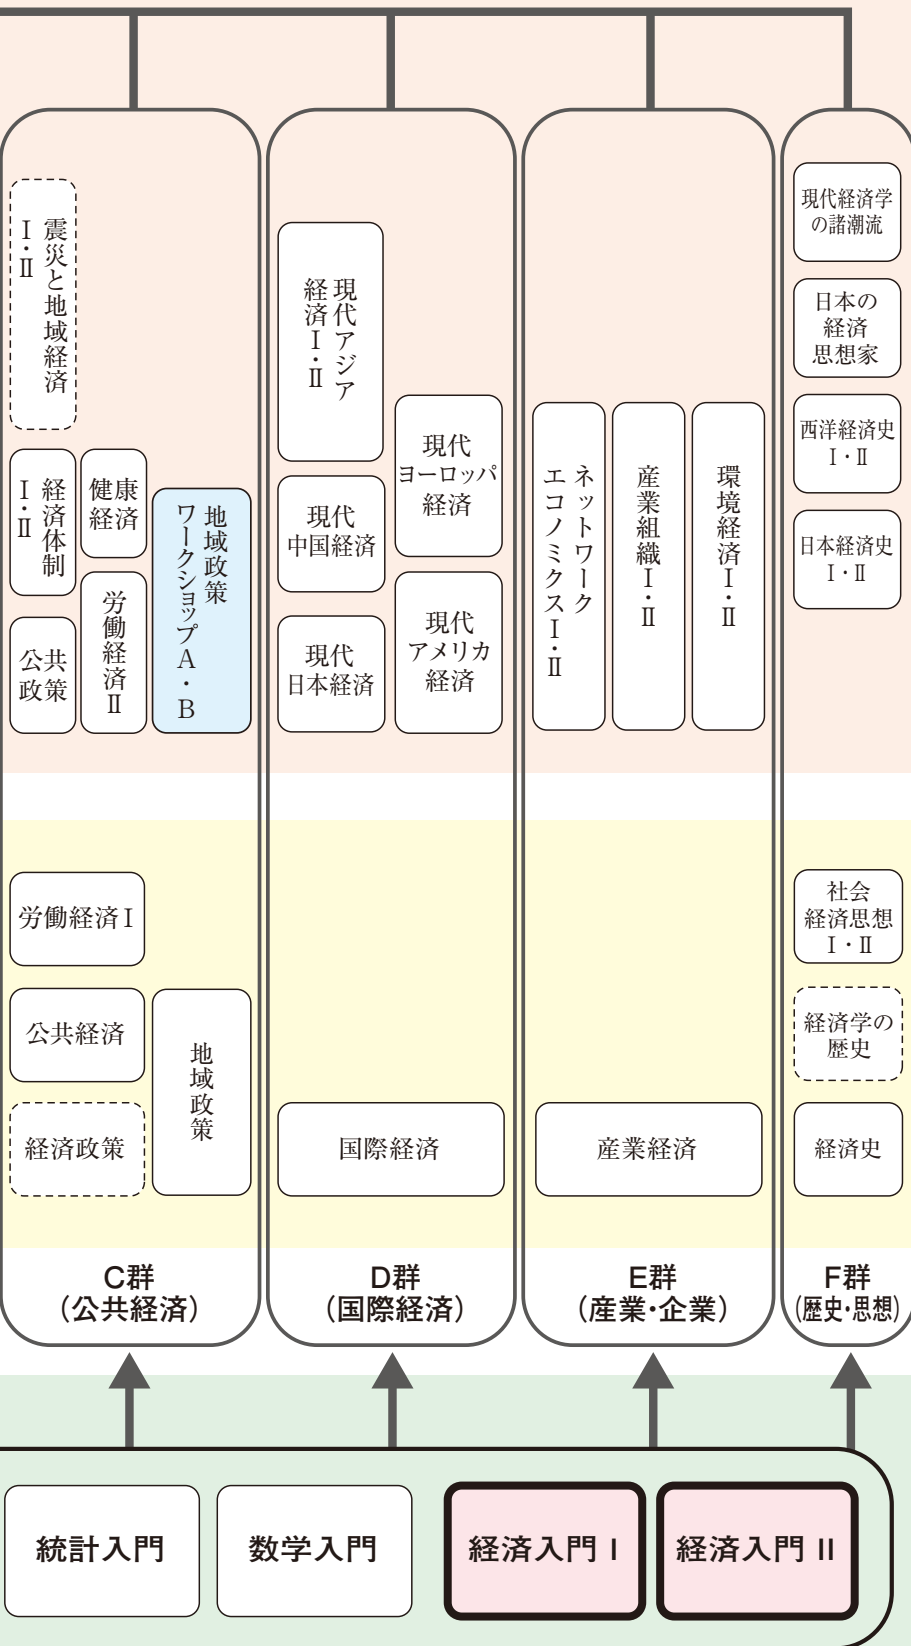 震災と地域経済
Ⅰ・Ⅱ
経済体制
Ⅰ・Ⅱ
健康
経済
公共
政策
労働経済Ⅱ
地域政策
ワークショップA・B
労働経済Ⅰ
公共経済
経済政策
地域政策
C群
(公共経済)
現代アジア
経済Ⅰ・Ⅱ
現代
ヨーロッパ
経済
現代
中国経済
現代
日本経済
現代
アメリカ
経済
国際経済
D群
(国際経済)
ネットワーク
エコノミクスⅠ・Ⅱ
産業組織Ⅰ・Ⅱ
環境経済Ⅰ・Ⅱ
産業経済
E群
(産業・企業)
現代経済学
の諸潮流
日本の
経済
思想家
西洋経済史
Ⅰ・Ⅱ
日本経済史
Ⅰ・Ⅱ
社会
経済思想
Ⅰ・Ⅱ
経済学の
歴史
経済史
F群
(歴史・思想)
統計入門
数学入門
経済入門 I
経済入門 II